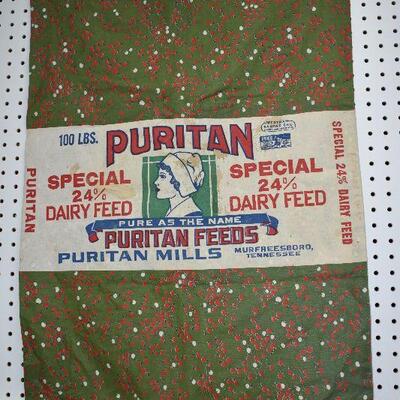 100 LBS.
PURITAN
SPECIAL
24%
DAIRY FEED
SPECIAL
24%
DAIRY FEED
PURE AS THE NAME
PURITAN FEEDS
PURITAN MILLS
MURFREESBORO,
TENNESSEE
PURITAN
SPECIAL 24% DAIRY FEED